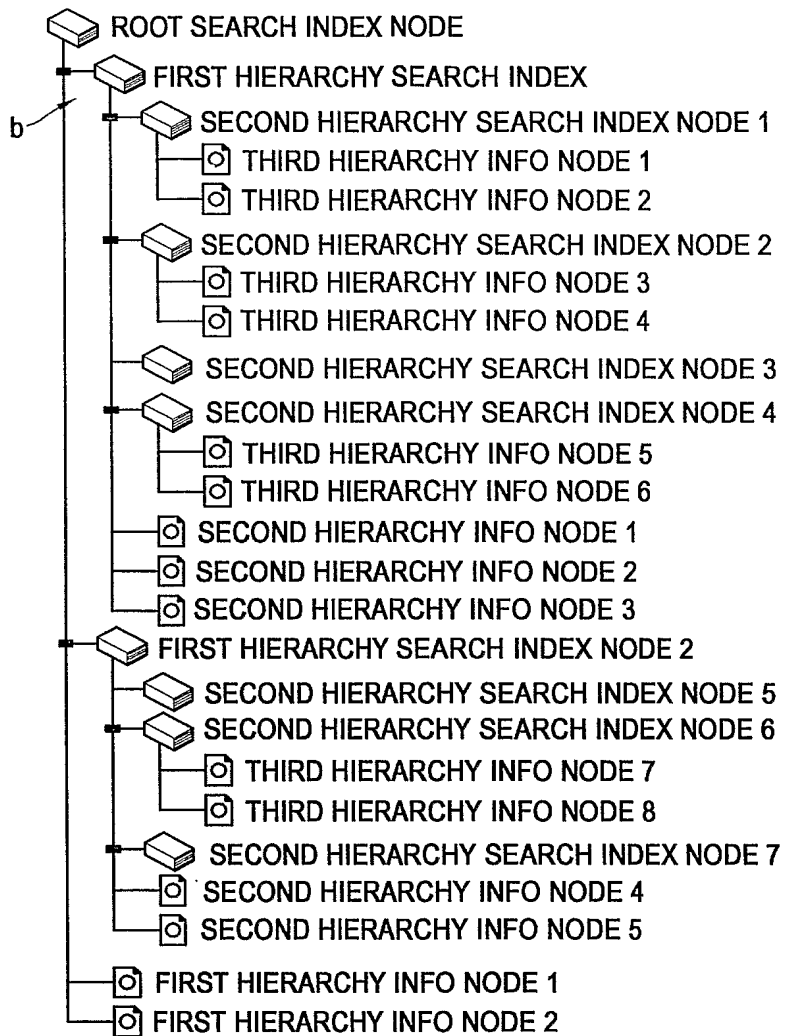 ROOT SEARCH INDEX NODE
FIRST HIERARCHY SEARCH INDEX
b
SECOND HIERARCHY SEARCH INDEX NODE 1
THIRD HIERARCHY INFO NODE 1
THIRD HIERARCHY INFO NODE 2
SECOND HIERARCHY SEARCH INDEX NODE 2
THIRD HIERARCHY INFO NODE 3
THIRD HIERARCHY INFO NODE 4
SECOND HIERARCHY SEARCH INDEX NODE 3
SECOND HIERARCHY SEARCH INDEX NODE 4
THIRD HIERARCHY INFO NODE 5
THIRD HIERARCHY INFO NODE 6
SECOND HIERARCHY INFO NODE 1
SECOND HIERARCHY INFO NODE 2
SECOND HIERARCHY INFO NODE 3
FIRST HIERARCHY SEARCH INDEX NODE 2
SECOND HIERARCHY SEARCH INDEX NODE 5
SECOND HIERARCHY SEARCH INDEX NODE 6
THIRD HIERARCHY INFO NODE 7
THIRD HIERARCHY INFO NODE 8
SECOND HIERARCHY SEARCH INDEX NODE 7
SECOND HIERARCHY INFO NODE 4
SECOND HIERARCHY INFO NODE 5
FIRST HIERARCHY INFO NODE 1
FIRST HIERARCHY INFO NODE 2